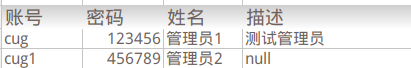 账号 密码 姓名 描述
cug 123456 管理员1 测试管理员
cug1 456789 管理员2 null